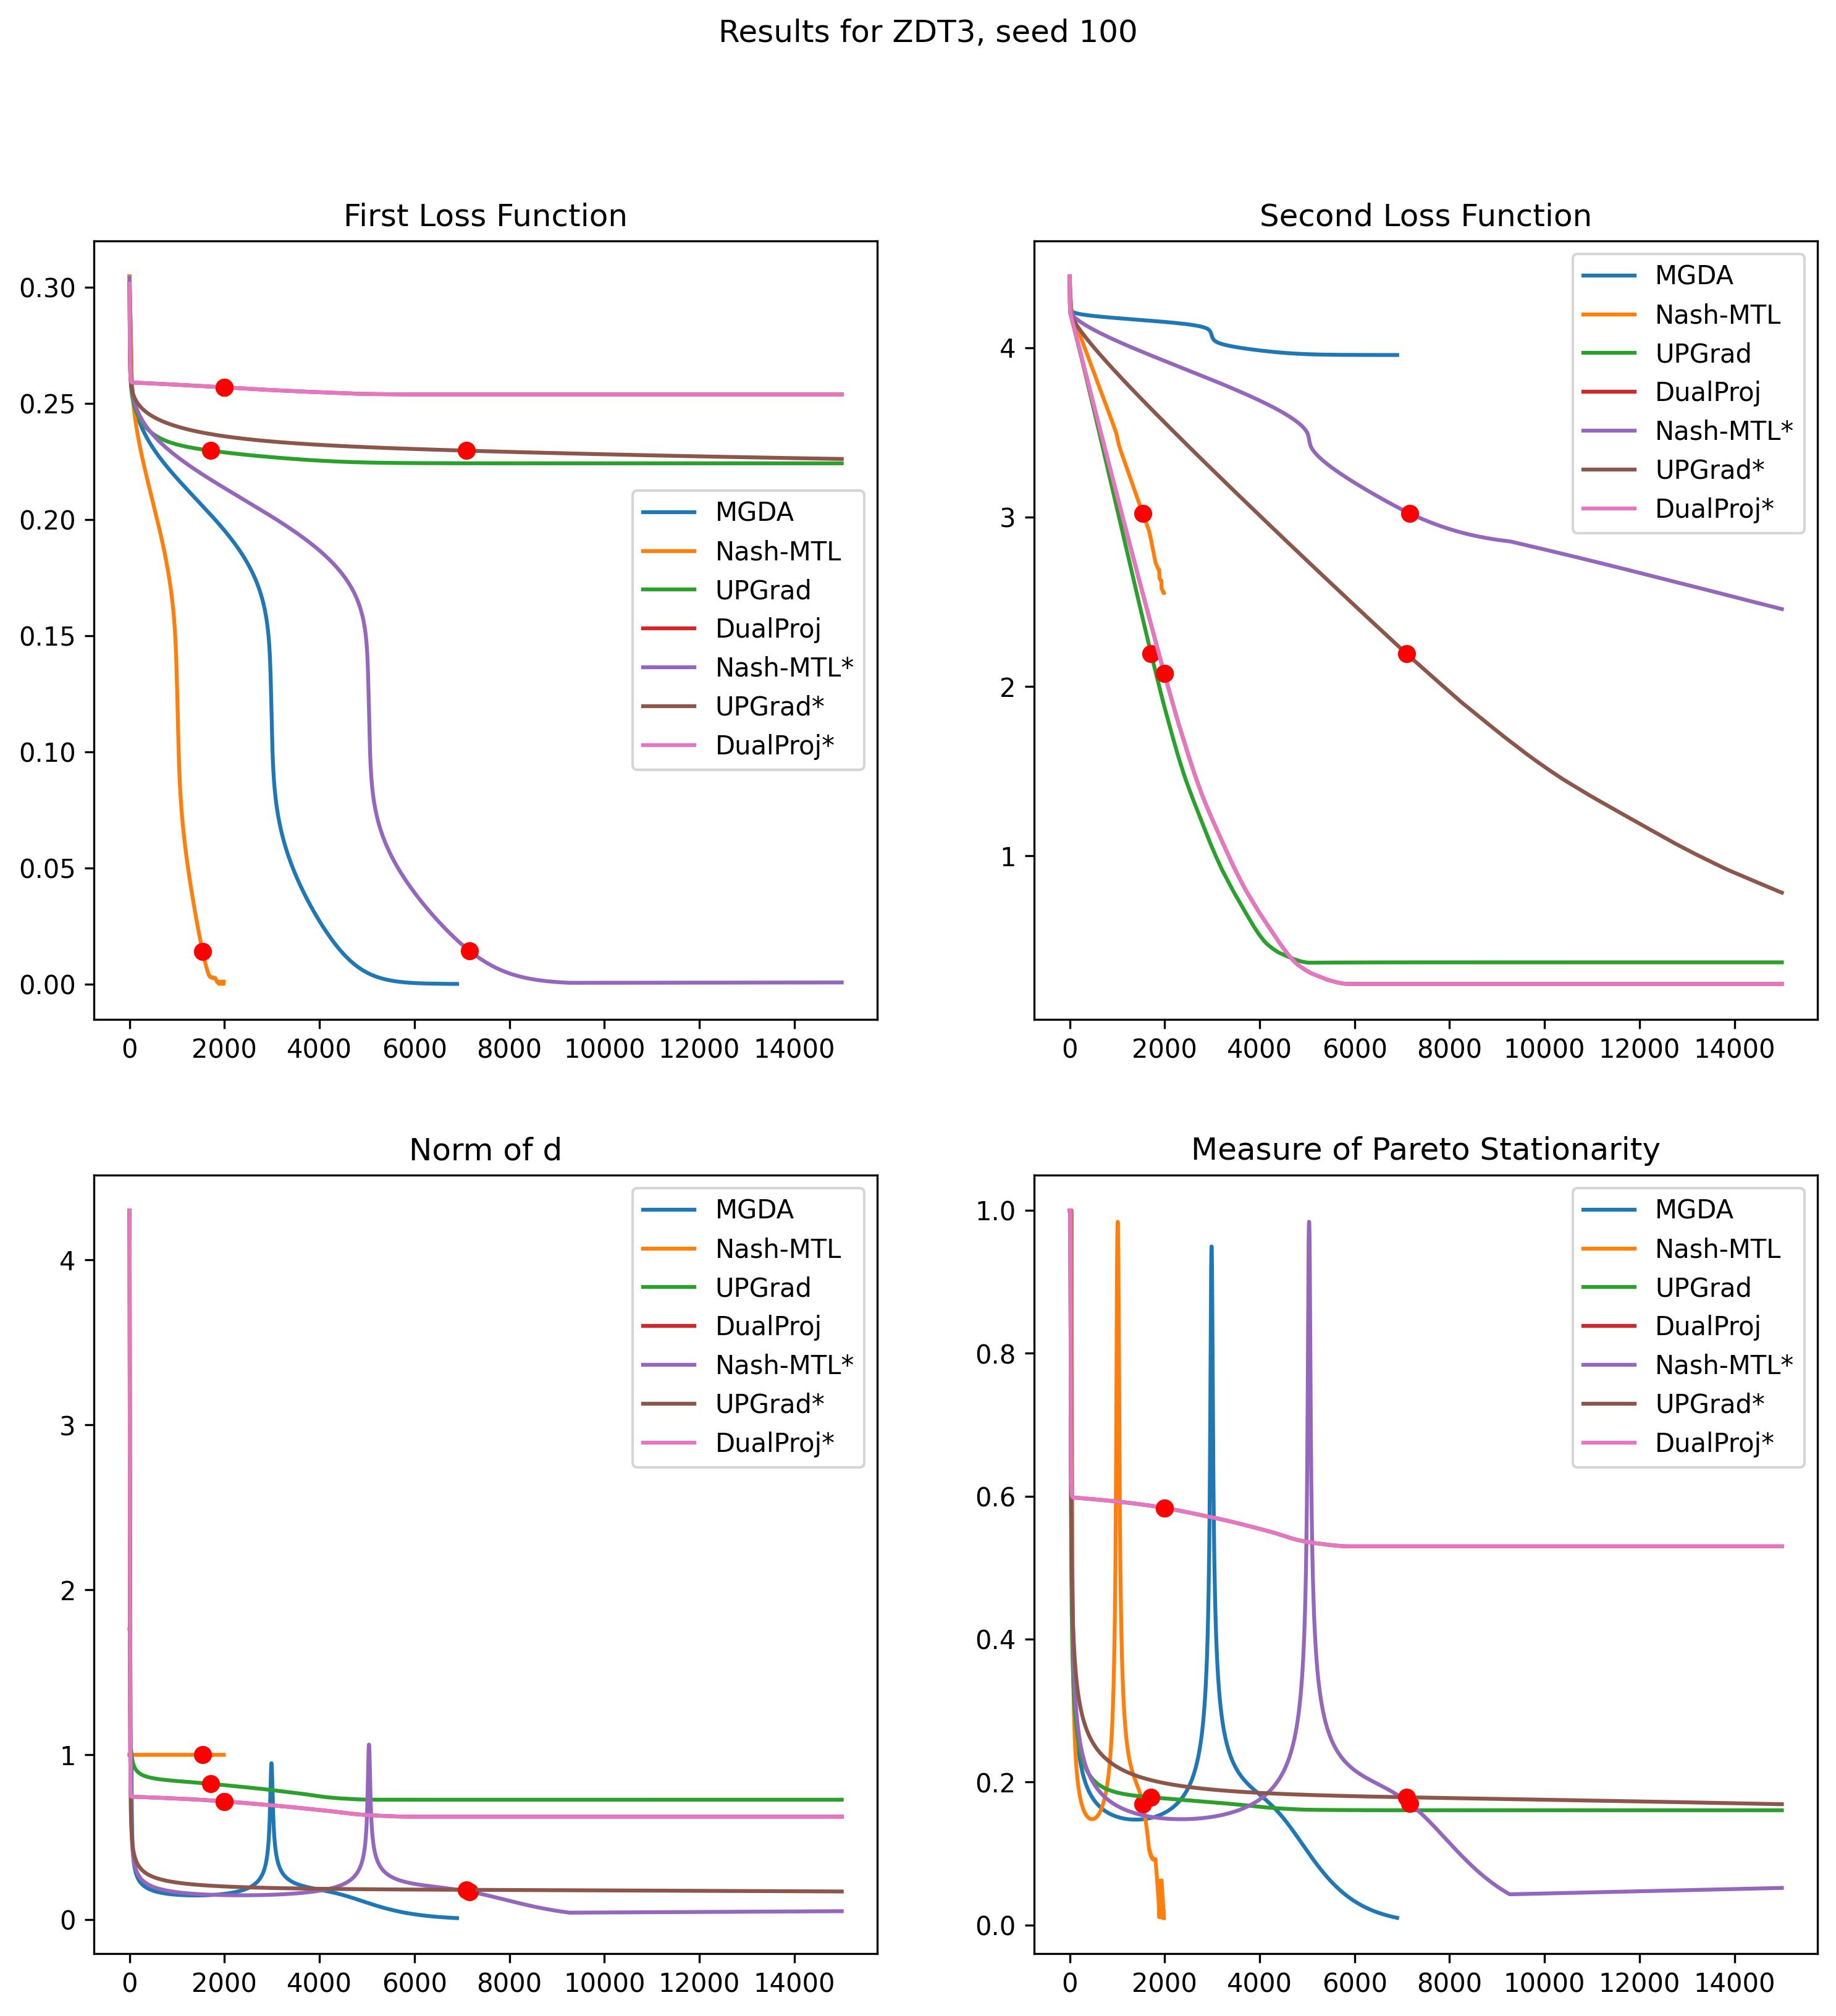 Results for ZDT3, seed 100
First Loss Function
0.30
0.25
0.20
0.15
0.10
0.05
0.00
0 2000 4000 6000 8000 10000 12000 14000
MGDA
Nash-MTL
UPGrad
DualProj
Nash-MTL*
UPGrad*
DualProj*
Second Loss Function
4
3
2
1
0 2000 4000 6000 8000 10000 12000 14000
MGDA
Nash-MTL
UPGrad
DualProj
Nash-MTL*
UPGrad*
DualProj*
Norm of d
4
3
2
1
0
0 2000 4000 6000 8000 10000 12000 14000
MGDA
Nash-MTL
UPGrad
DualProj
Nash-MTL*
UPGrad*
DualProj*
Measure of Pareto Stationarity
1.0
0.8
0.6
0.4
0.2
0.0
0 2000 4000 6000 8000 10000 12000 14000
MGDA
Nash-MTL
UPGrad
DualProj
Nash-MTL*
UPGrad*
DualProj*